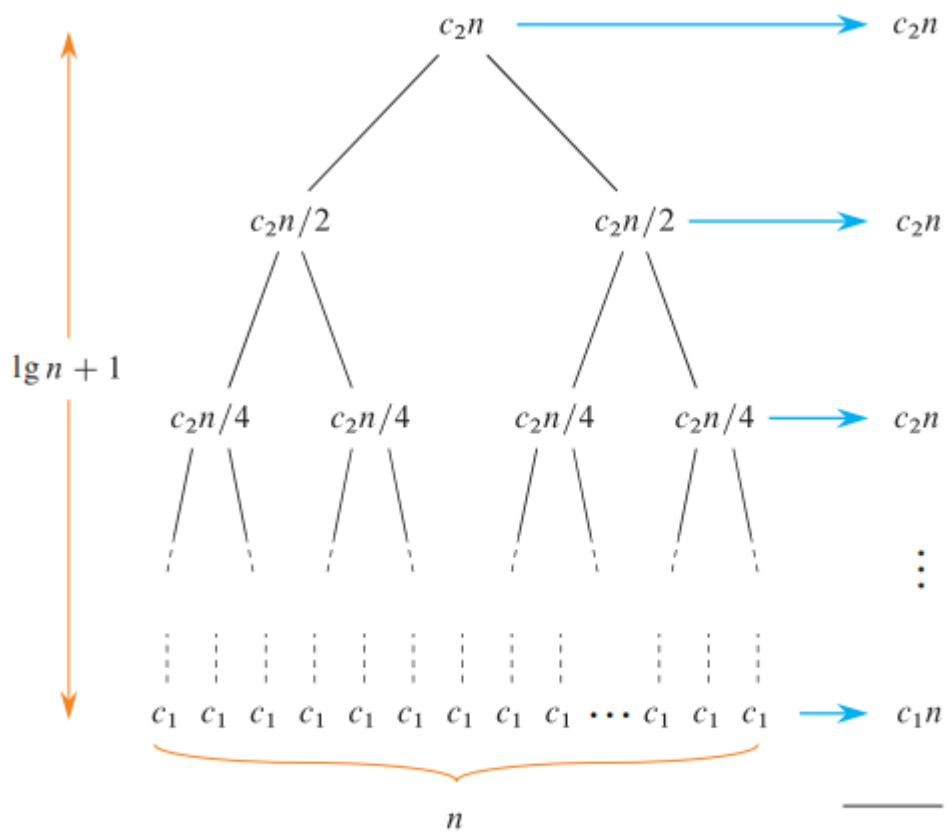 c₂n c₂n
c₂n/2 c₂n/2 c₂n
lg n + 1
c₂n/4 c₂n/4 c₂n/4 c₂n/4 c₂n
⋮
c₁ c₁ c₁ c₁ c₁ c₁ c₁ c₁ c₁ ⋯ c₁ c₁ c₁ c₁n
n